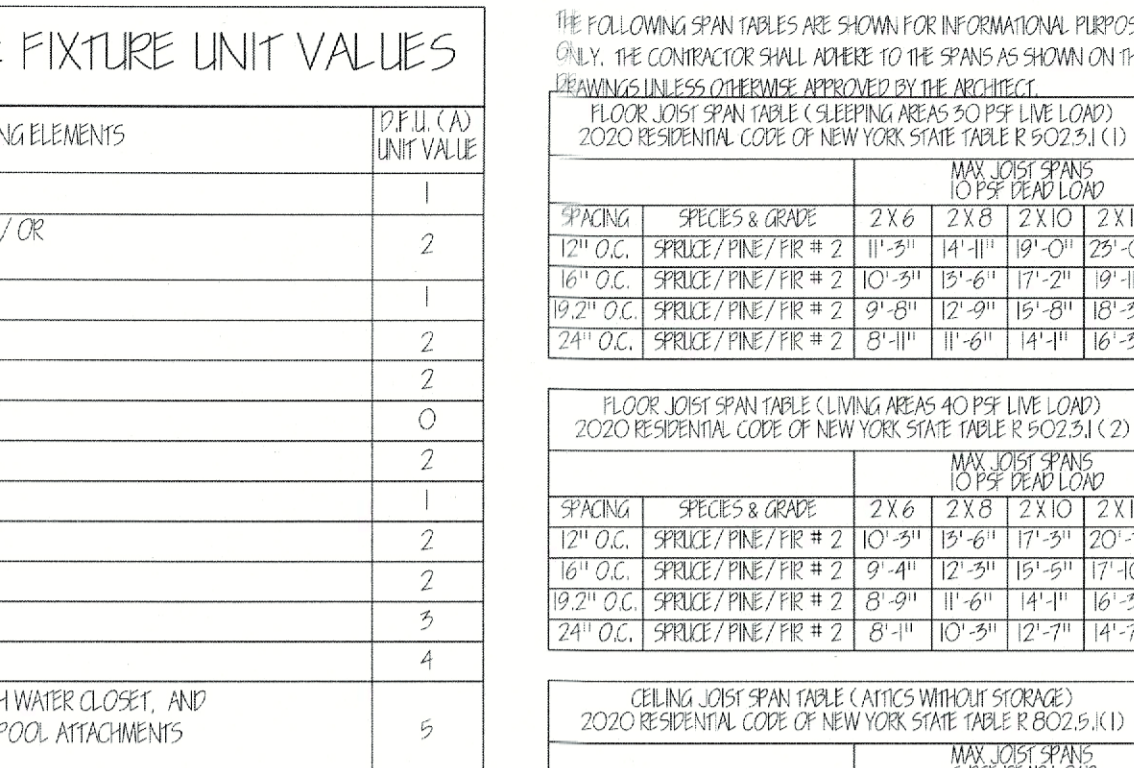 FIXTURE UNIT VALUES
NG ELEMENTS
D.F.U. (A)
UNIT VALUE
1
/ OR
2
1
2
2
0
2
1
2
2
3
4
H WATER CLOSET, AND
POOL ATTACHMENTS
5
THE FOLLOWING SPAN TABLES ARE SHOWN FOR INFORMATIONAL PURPOS
ONLY. THE CONTRACTOR SHALL ADHERE TO THE SPANS AS SHOWN ON TH
DRAWINGS UNLESS OTHERWISE APPROVED BY THE ARCHITECT.
FLOOR JOIST SPAN TABLE (SLEEPING AREAS 30 PSF LIVE LOAD)
2020 RESIDENTIAL CODE OF NEW YORK STATE TABLE R 502.3.1 (1)
MAX JOIST SPANS
10 PSF DEAD LOAD
SPACING SPECIES & GRADE 2X6 2X8 2X10 2X1
12" O.C. SPRUCE/PINE/FIR # 2 11'-3" 14'-11" 19'-0" 23'-0
16" O.C. SPRUCE/PINE/FIR # 2 10'-3" 13'-6" 17'-2" 19'-11
19.2" O.C. SPRUCE/PINE/FIR # 2 9'-8" 12'-9" 15'-8" 18'-3
24" O.C. SPRUCE/PINE/FIR # 2 8'-11" 11'-6" 14'-1" 16'-3
FLOOR JOIST SPAN TABLE (LIVING AREAS 40 PSF LIVE LOAD)
2020 RESIDENTIAL CODE OF NEW YORK STATE TABLE R 502.3.1 (2)
MAX JOIST SPANS
10 PSF DEAD LOAD
SPACING SPECIES & GRADE 2X6 2X8 2X10 2X1
12" O.C. SPRUCE/PINE/FIR # 2 10'-3" 13'-6" 17'-3" 20'-7
16" O.C. SPRUCE/PINE/FIR # 2 9'-4" 12'-3" 15'-5" 17'-10
19.2" O.C. SPRUCE/PINE/FIR # 2 8'-9" 11'-6" 14'-1" 16'-3
24" O.C. SPRUCE/PINE/FIR # 2 8'-1" 10'-3" 12'-7" 14'-7
CEILING JOIST SPAN TABLE (ATTICS WITHOUT STORAGE)
2020 RESIDENTIAL CODE OF NEW YORK STATE TABLE R 802.5.1(1)
MAX JOIST SPANS